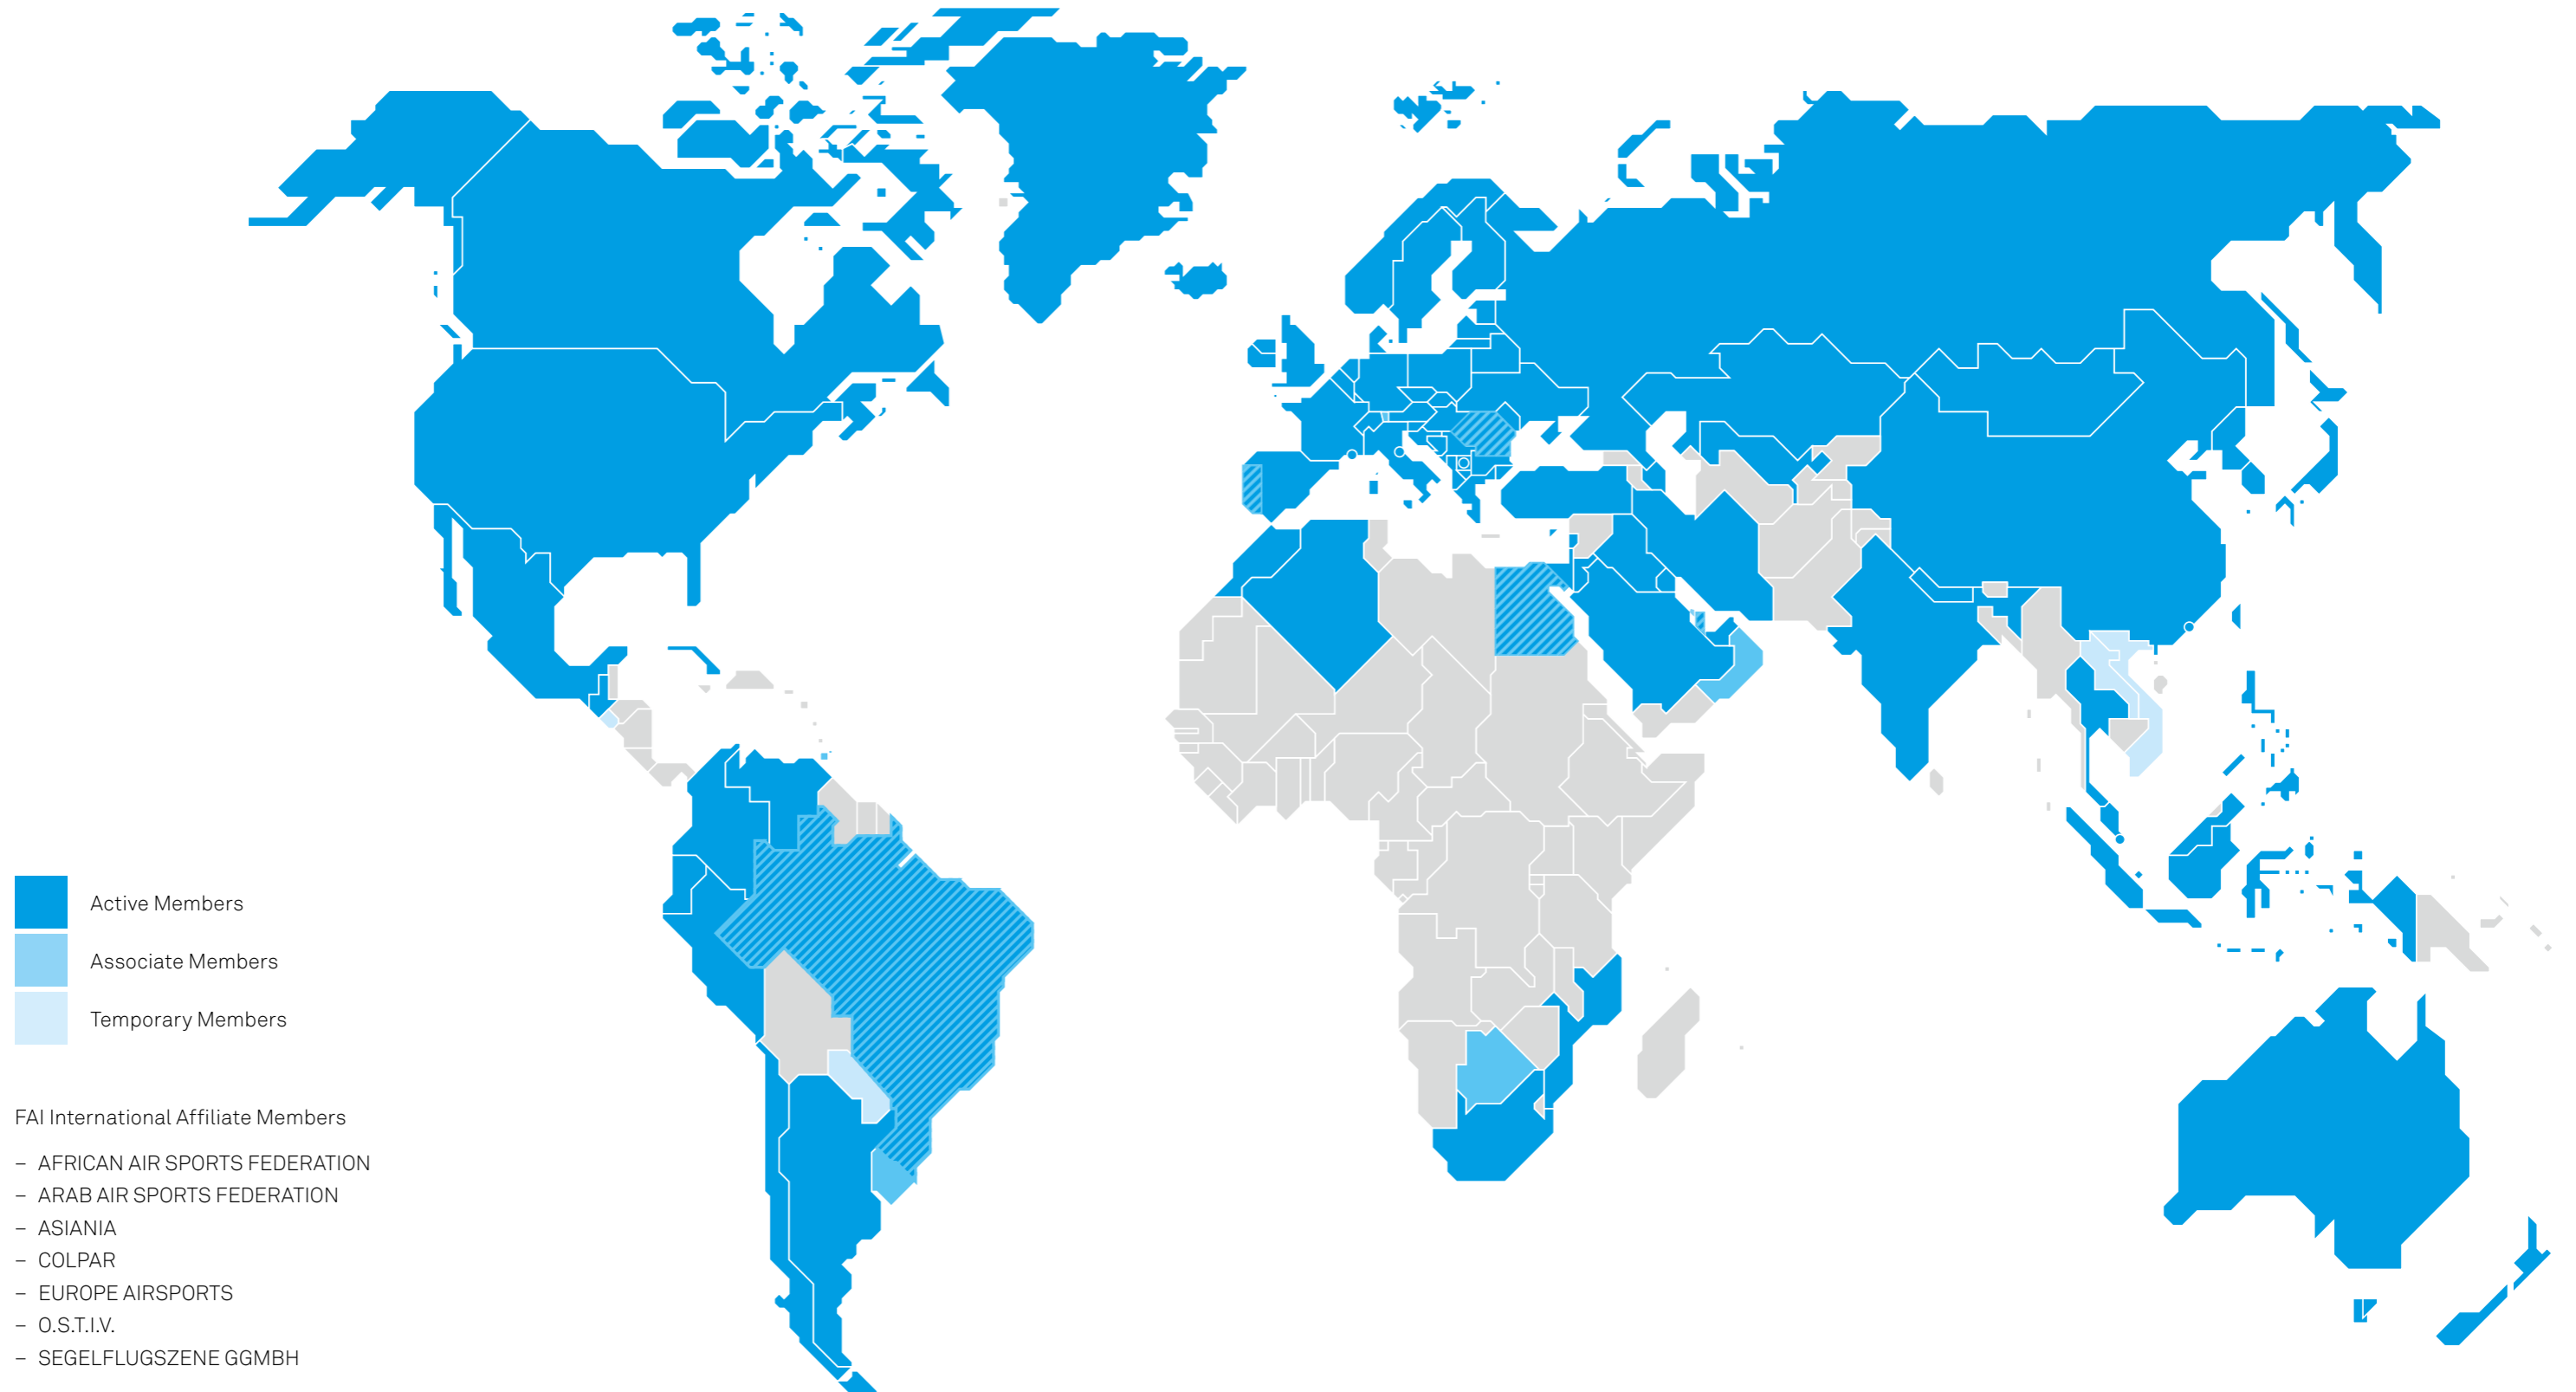 Active Members
Associate Members
Temporary Members
FAI International Affiliate Members
– AFRICAN AIR SPORTS FEDERATION
– ARAB AIR SPORTS FEDERATION
– ASIANIA
– COLPAR
– EUROPE AIRSPORTS
– O.S.T.I.V.
– SEGELFLUGSZENE GGMBH